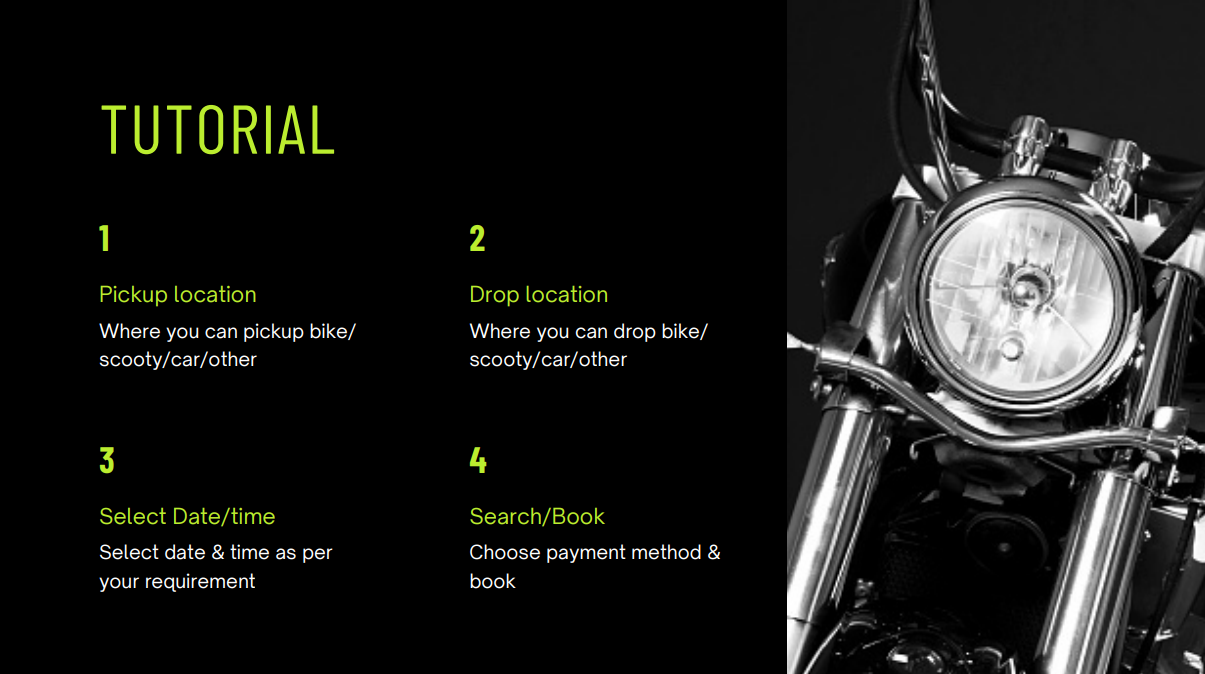 TUTORIAL
1
Pickup location
Where you can pickup bike/
scooty/car/other
2
Drop location
Where you can drop bike/
scooty/car/other
3
Select Date/time
Select date & time as per
your requirement
4
Search/Book
Choose payment method &
book